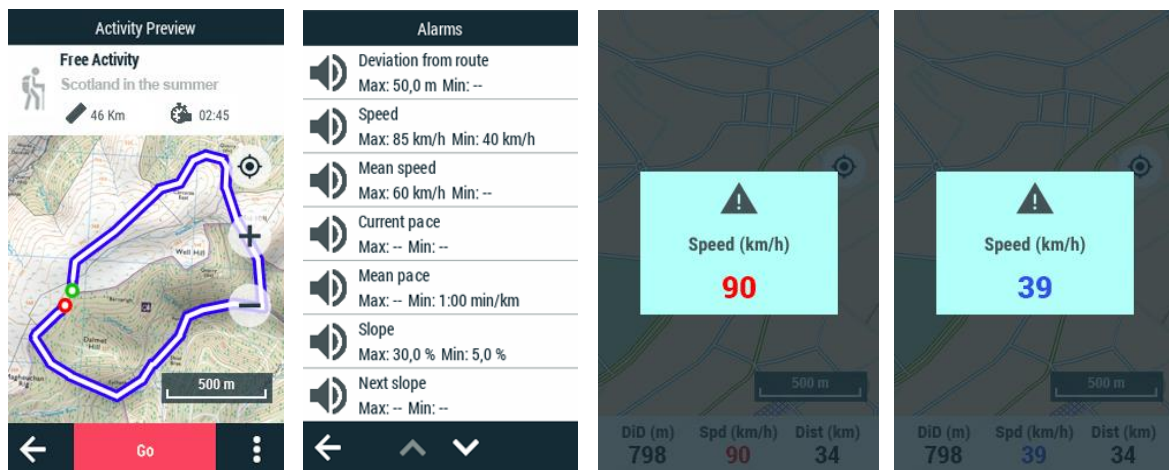 Activity Preview
Free Activity
Scotland in the summer
46 Km
02:45
Well Hill
Dalmat
Hill
500 m
Go
Alarms
Deviation from route
Max: 50,0 m Min: --
Speed
Max: 85 km/h Min: 40 km/h
Mean speed
Max: 60 km/h Min: --
Current pace
Max: -- Min: --
Mean pace
Max: -- Min: 1:00 min/km
Slope
Max: 30,0 % Min: 5,0 %
Next slope
Max: -- Min: --
Speed (km/h)
90
500 m
DiD (m) Spd (km/h) Dist (km)
798 90 34
Speed (km/h)
39
500 m
DiD (m) Spd (km/h) Dist (km)
798 39 34